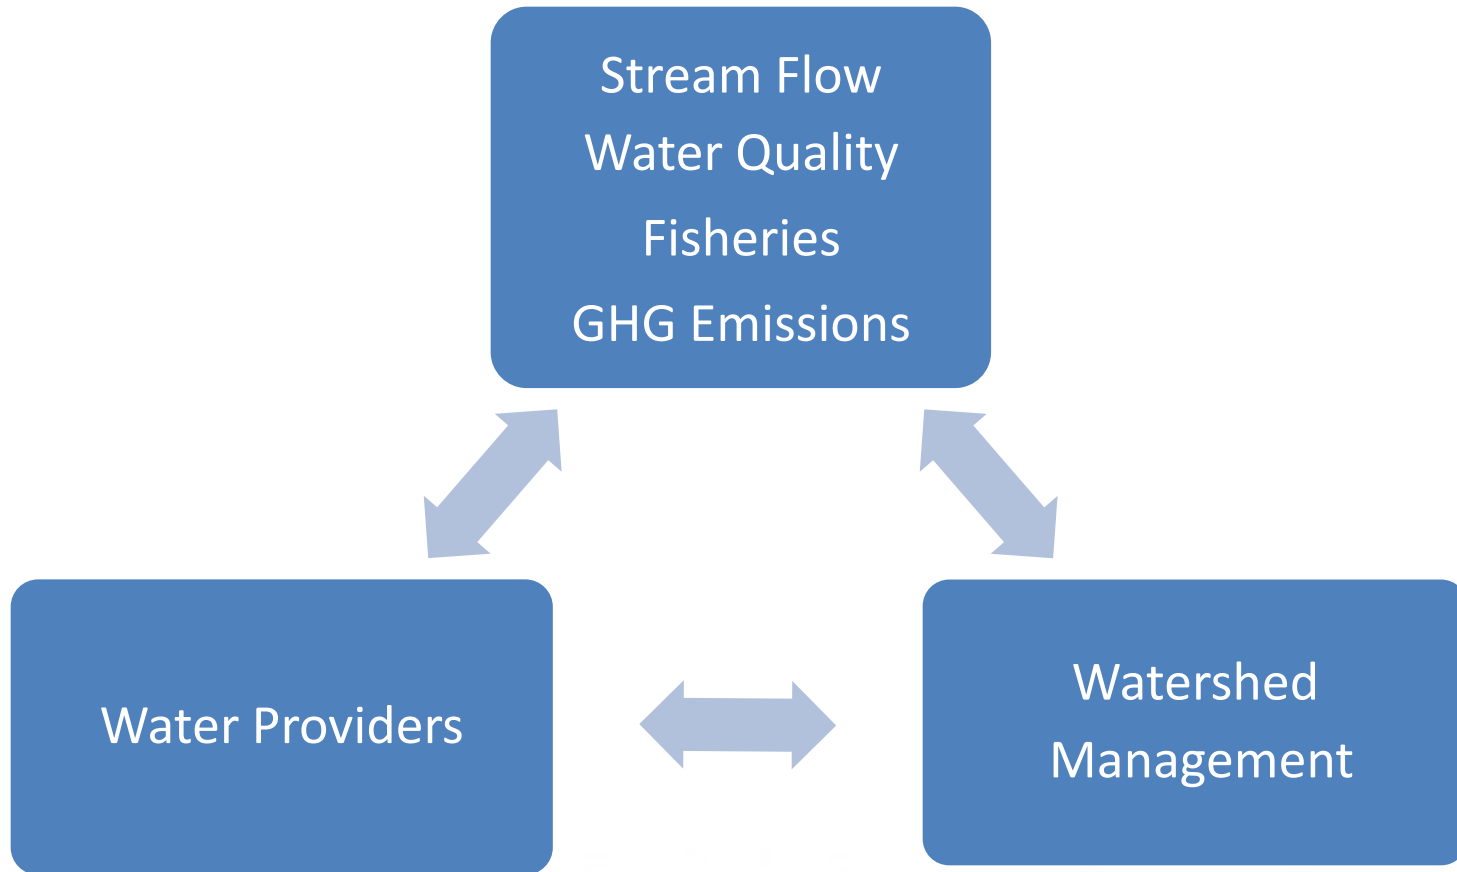 Stream Flow
Water Quality
Fisheries
GHG Emissions
Water Providers
Watershed
Management